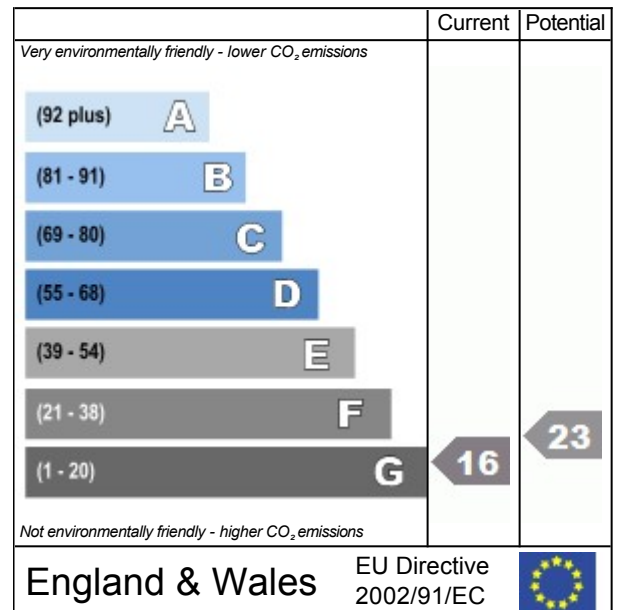 Current Potential
Very environmentally friendly - lower CO₂ emissions
(92 plus) A
(81 - 91) B
(69 - 80) C
(55 - 68) D
(39 - 54) E
(21 - 38) F
23
(1 - 20) G 16
Not environmentally friendly - higher CO₂ emissions
England & Wales
EU Directive
2002/91/EC